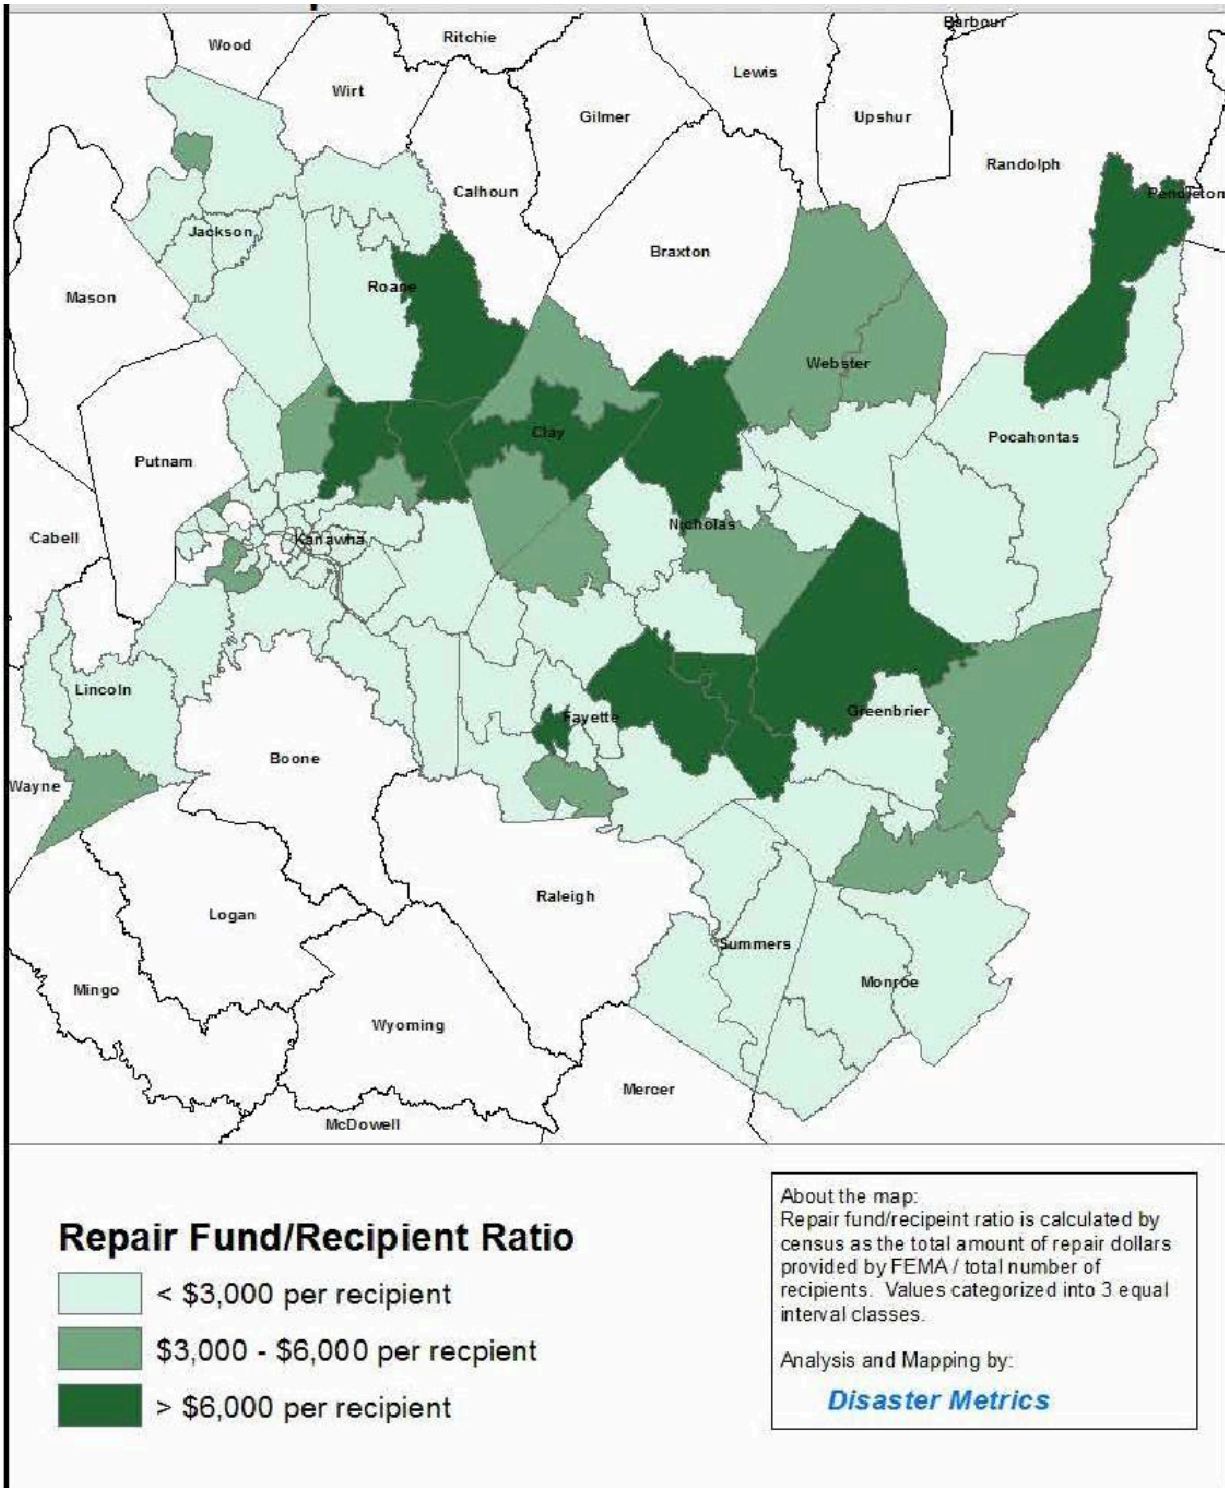 Barbour
Wood
Ritchie
Lewis
Wirt
Gilmer
Upshur
Randolph
Calhoun
Pendleton
Jackson
Braxton
Roane
Mason
Webster
Clay
Pocahontas
Putnam
Nicholas
Cabell
Kanawha
Lincoln
Fayette
Greenbrier
Boone
Wayne
Raleigh
Logan
Summers
Monroe
Mingo
Wyoming
Mercer
McDowell
Repair Fund/Recipient Ratio
< $3,000 per recipient
$3,000 - $6,000 per recpient
> $6,000 per recipient
About the map:
Repair fund/recipeint ratio is calculated by
census as the total amount of repair dollars
provided by FEMA / total number of
recipients. Values categorized into 3 equal
interval classes.
Analysis and Mapping by:
Disaster Metrics